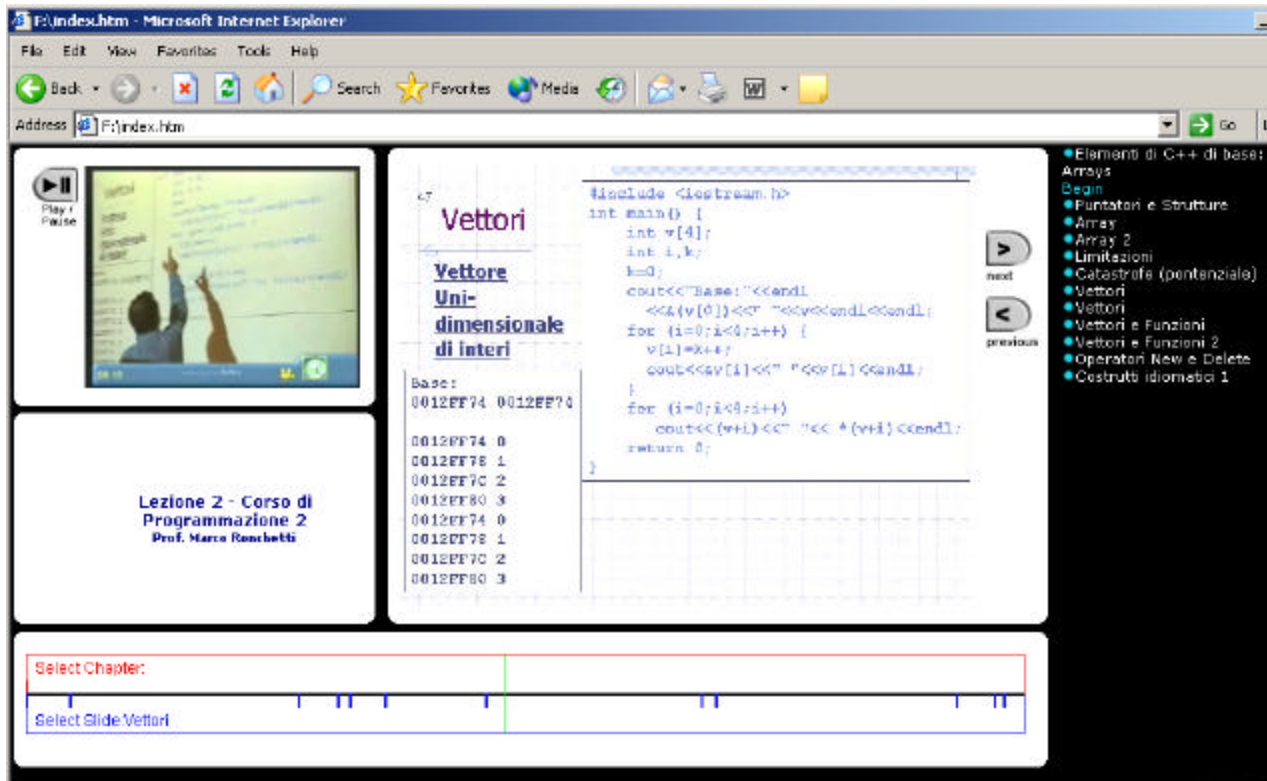 F:\index.htm - Microsoft Internet Explorer
File Edit View Favorites Tools Help
Back Search Favorites Media
Address F:\index.htm Go
Play / Pause
Vettori
Vettore
Uni-
dimensionale
di interi
Base:
0012FF74 0012FF74
0012FF74 0
0012FF78 1
0012FF7C 2
0012FF80 3
0012FF74 0
0012FF78 1
0012FF7C 2
0012FF80 3
#include <iostream.h>
int main() {
int v[4];
int i,k;
k=0;
cout<<"Base:"<<endl
<<&(v[0])<<" "<<v<<endl<<endl;
for (i=0;i<4;i++) {
v[i]=k++;
cout<<&v[i]<<" "<<v[i]<<endl;
}
for (i=0;i<4;i++)
cout<<(v+i)<<" "<< *(v+i)<<endl;
return 0;
}
>
next
<
previous
Elementi di C++ di base:
Arrays
Begin
Puntatori e Strutture
Array
Array 2
Limitazioni
Catastrofe (pontenziale)
Vettori
Vettori
Vettori e Funzioni
Vettori e Funzioni 2
Operatori New e Delete
Costrutti idiomatici 1
Lezione 2 - Corso di
Programmazione 2
Prof. Marco Ronchetti
Select Chapter:
Select Slide:Vettori